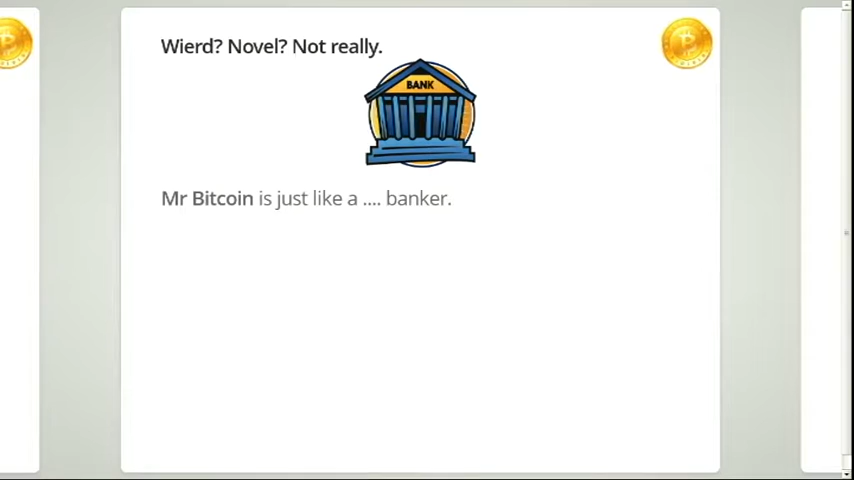 Wierd? Novel? Not really.
BANK
Mr Bitcoin is just like a .... banker.